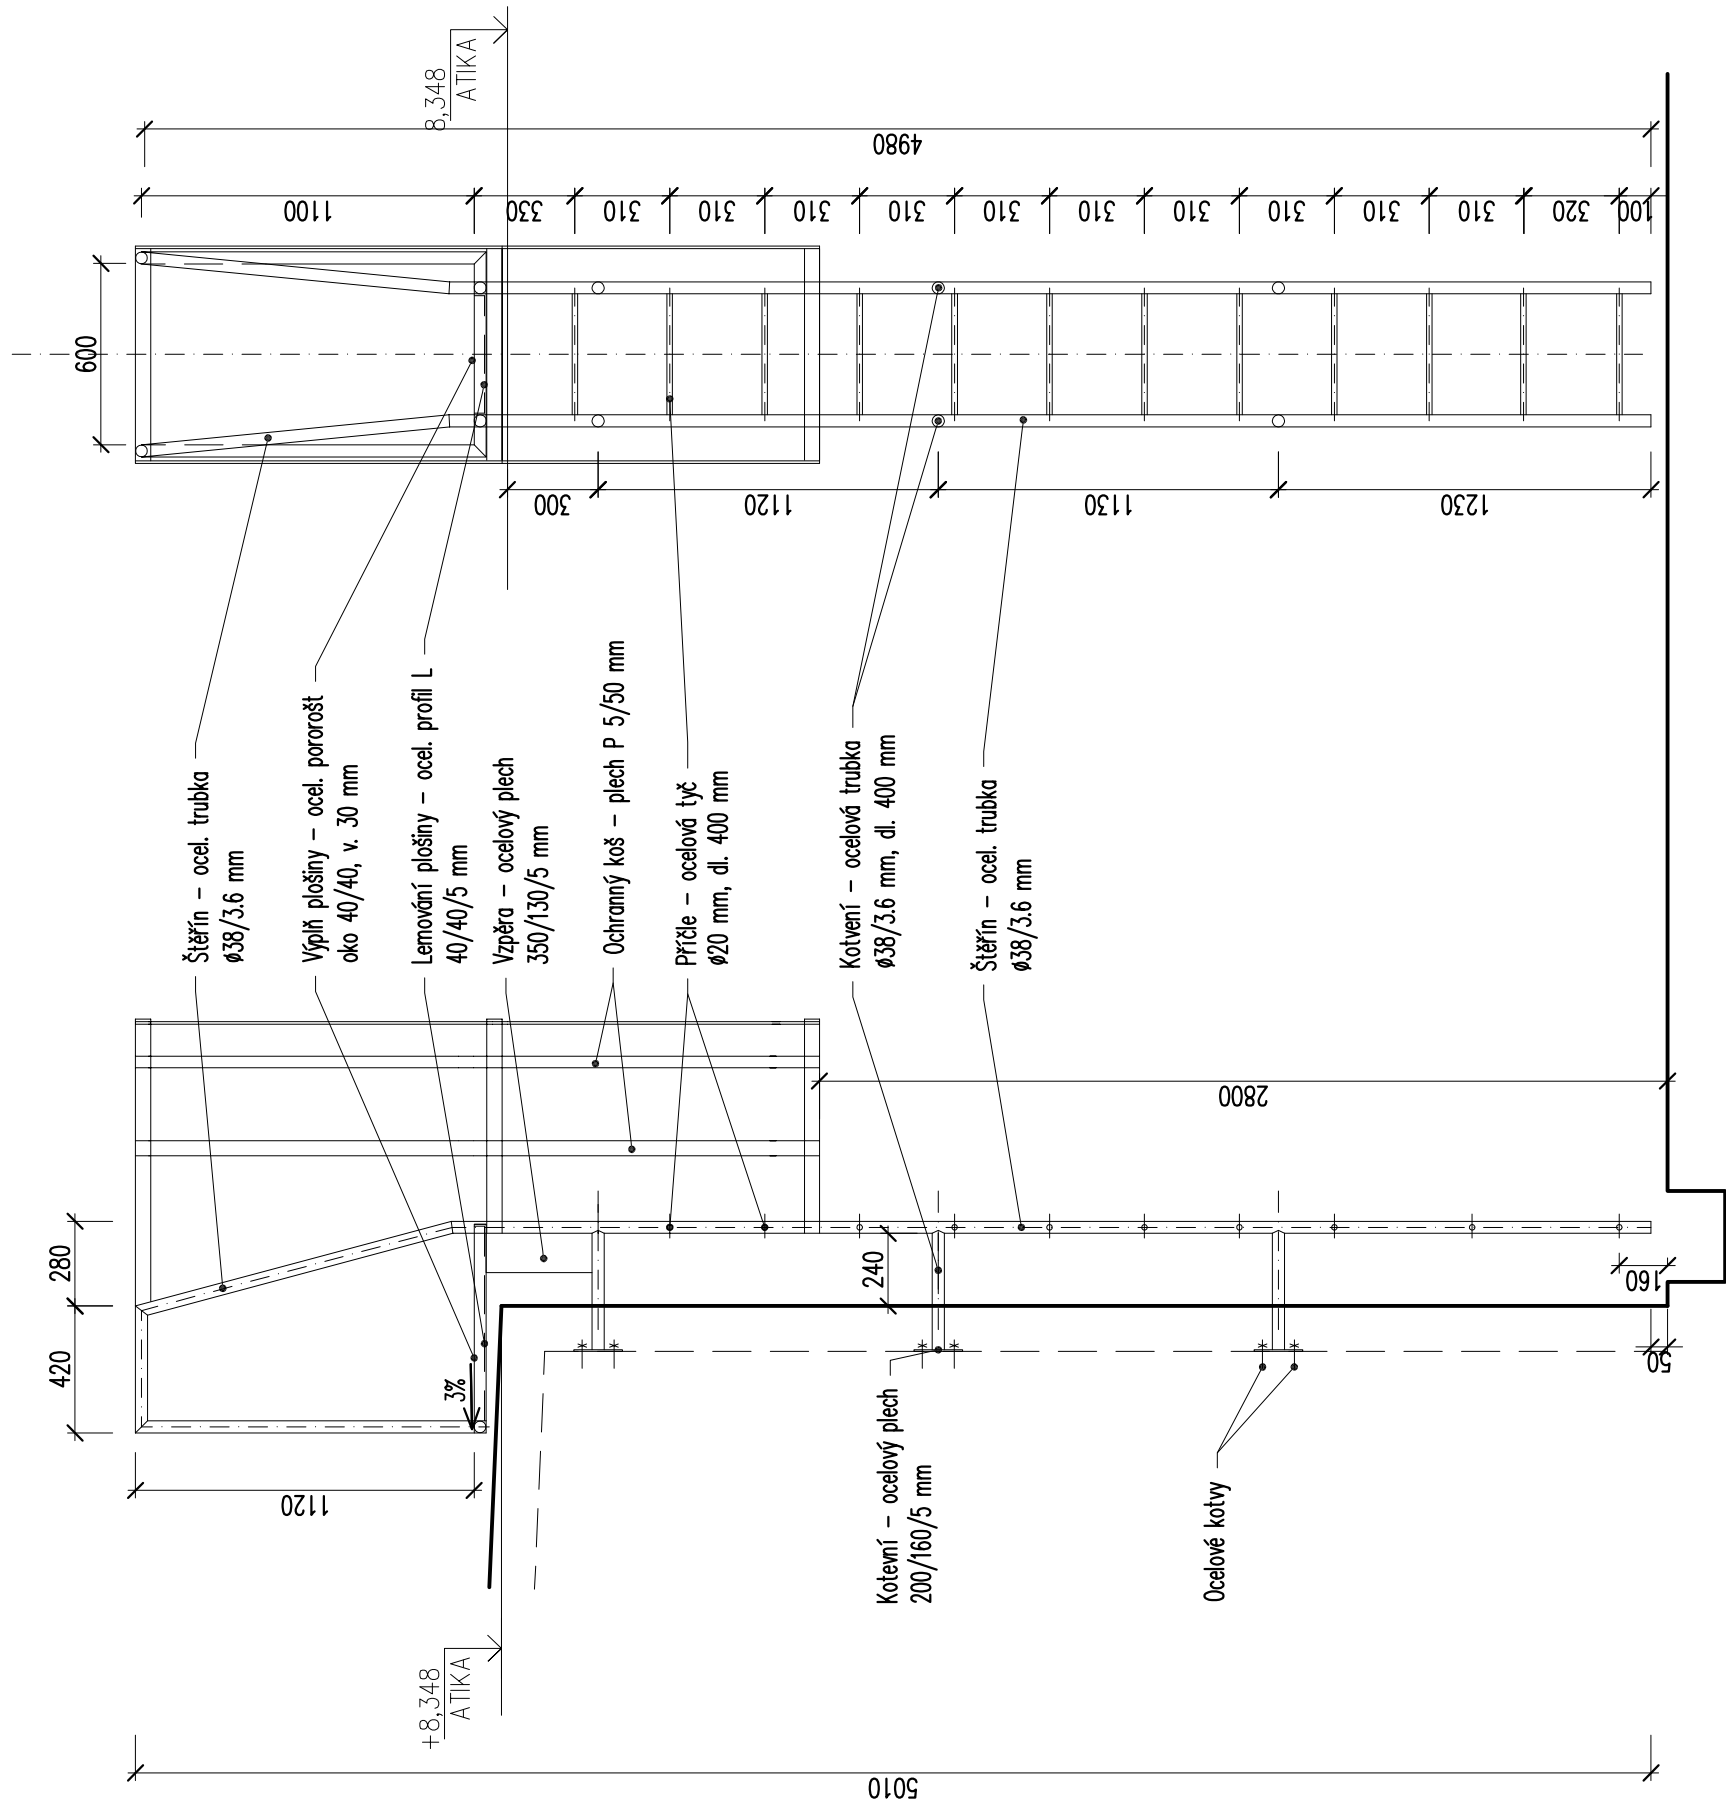 8,348
ATIKA
4980
1100
330
310
310
310
310
310
310
310
310
310
310
320
100
600
300
1120
1130
1230
Štěřín – ocel. trubka
ø38/3.6 mm
Výplň plošiny – ocel. pororošt
oko 40/40, v. 30 mm
Lemování plošiny – ocel. profil L
40/40/5 mm
Vzpěra – ocelový plech
350/130/5 mm
Ochranný koš – plech P 5/50 mm
Příčle – ocelová tyč
ø20 mm, dl. 400 mm
Kotvení – ocelová trubka
ø38/3.6 mm, dl. 400 mm
Štěřín – ocel. trubka
ø38/3.6 mm
2800
280
420
240
160
50
3%
1120
Kotevní – ocelový plech
200/160/5 mm
Ocelové kotvy
+8,348
ATIKA
5010